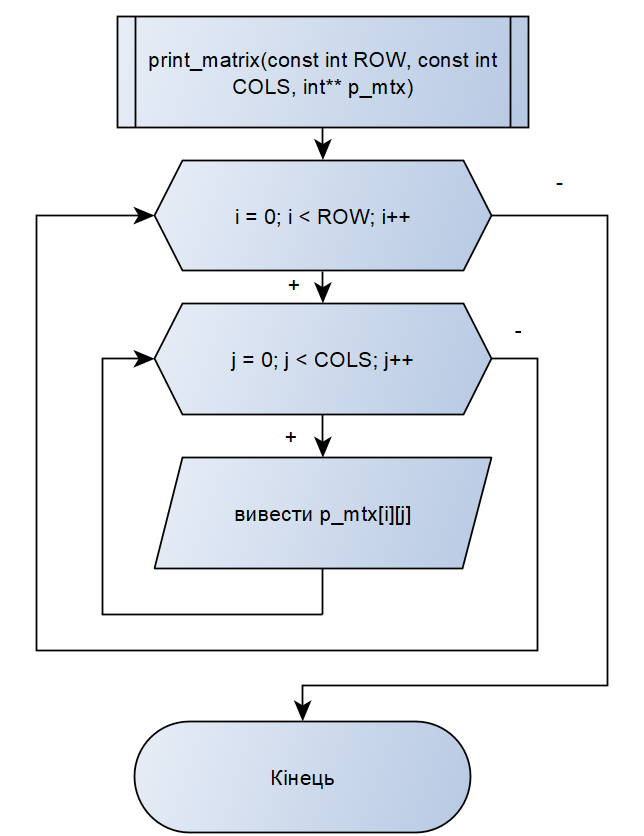 print_matrix(const int ROW, const int
COLS, int** p_mtx)
-
i = 0; i < ROW; i++
+
-
j = 0; j < COLS; j++
+
вивести p_mtx[i][j]
Кінець